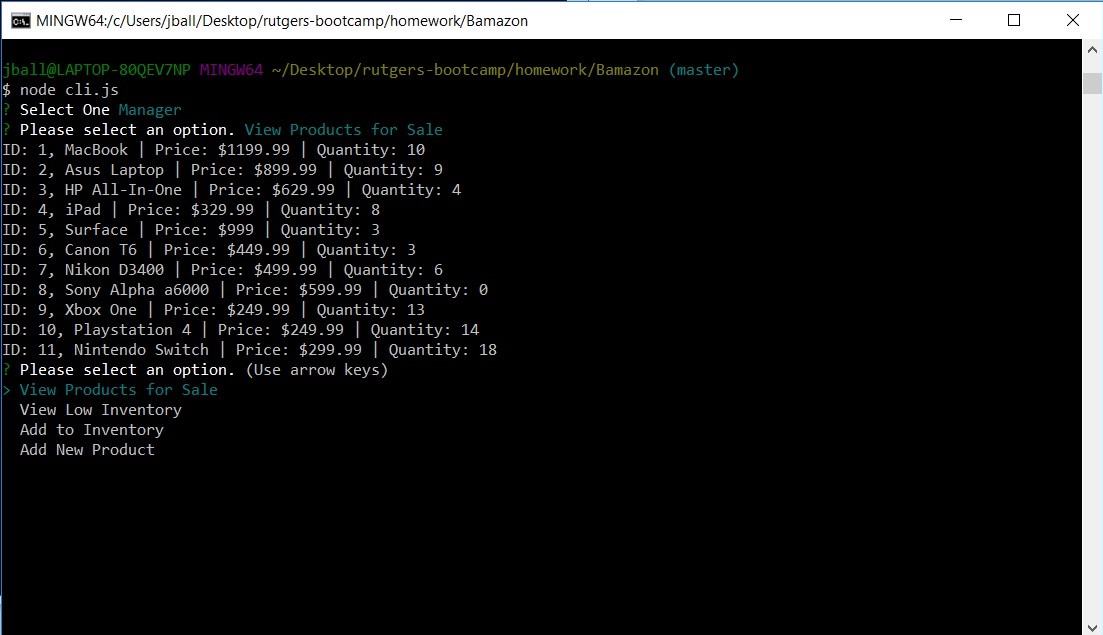 MINGW64:/c/Users/jball/Desktop/rutgers-bootcamp/homework/Bamazon
jball@LAPTOP-80QEV7NP MINGW64 ~/Desktop/rutgers-bootcamp/homework/Bamazon (master)
$ node cli.js
? Select One Manager
? Please select an option. View Products for Sale
ID: 1, MacBook | Price: $1199.99 | Quantity: 10
ID: 2, Asus Laptop | Price: $899.99 | Quantity: 9
ID: 3, HP All-In-One | Price: $629.99 | Quantity: 4
ID: 4, iPad | Price: $329.99 | Quantity: 8
ID: 5, Surface | Price: $999 | Quantity: 3
ID: 6, Canon T6 | Price: $449.99 | Quantity: 3
ID: 7, Nikon D3400 | Price: $499.99 | Quantity: 6
ID: 8, Sony Alpha a6000 | Price: $599.99 | Quantity: 0
ID: 9, Xbox One | Price: $249.99 | Quantity: 13
ID: 10, Playstation 4 | Price: $249.99 | Quantity: 14
ID: 11, Nintendo Switch | Price: $299.99 | Quantity: 18
? Please select an option. (Use arrow keys)
> View Products for Sale
View Low Inventory
Add to Inventory
Add New Product